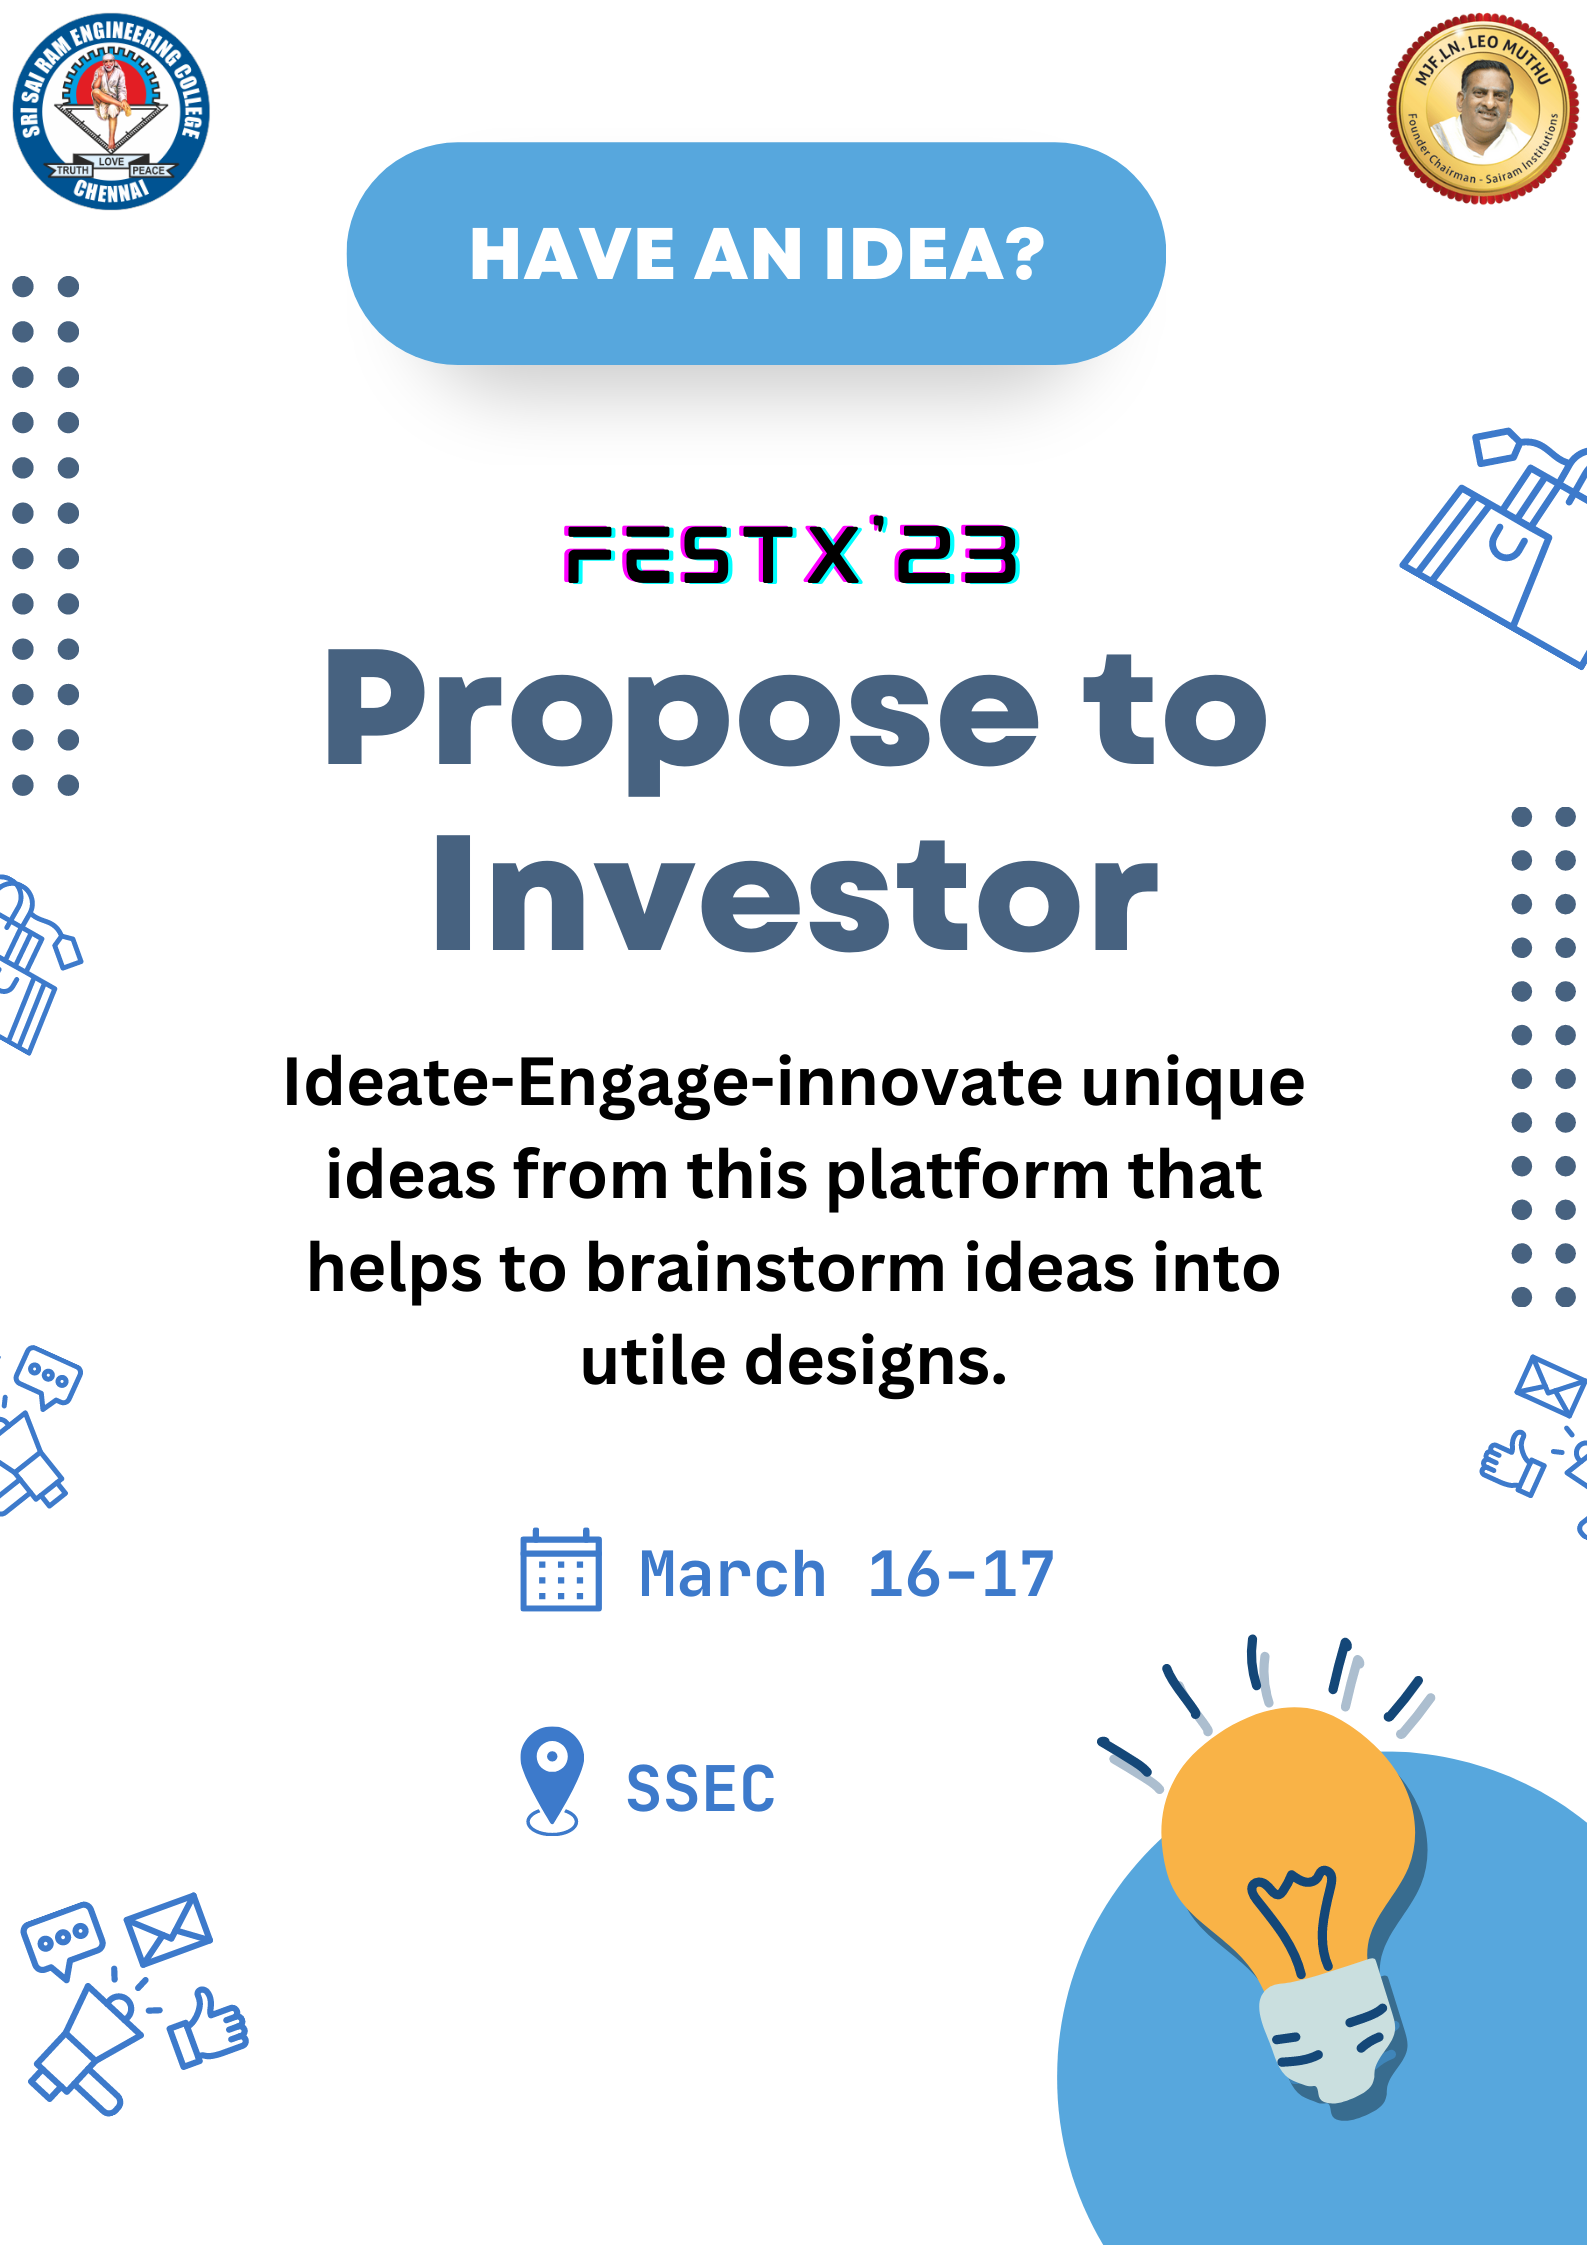 SRI SAI RAM ENGINEERING COLLEGE
LOVE
TRUTH PEACE
CHENNAI
MJF.LN. LEO MUTHU
Founder Chairman - Sairam Institutions
HAVE AN IDEA?
FESTX'23
Propose to
Investor
Ideate-Engage-innovate unique
ideas from this platform that
helps to brainstorm ideas into
utile designs.
March 16-17
SSEC